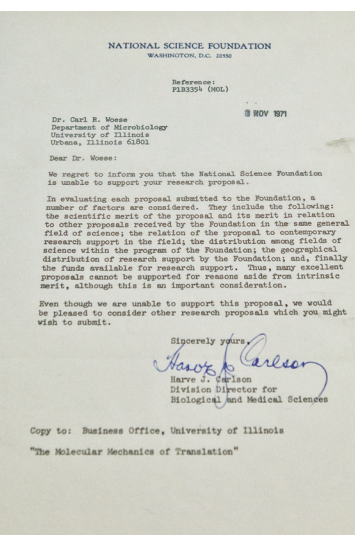 NATIONAL SCIENCE FOUNDATION
WASHINGTON, D.C. 20550
Reference:
P1B3354 (MOL)
3 NOV 1971
Dr. Carl R. Woese
Department of Microbiology
University of Illinois
Urbana, Illinois 61801
Dear Dr. Woese:
We regret to inform you that the National Science Foundation
is unable to support your research proposal.
In evaluating each proposal submitted to the Foundation, a
number of factors are considered. They include the following:
the scientific merit of the proposal and its merit in relation
to other proposals received by the Foundation in the same general
field of science; the relation of the proposal to contemporary
research support in the field; the distribution among fields of
science within the program of the Foundation; the geographical
distribution of research support by the Foundation; and, finally
the funds available for research support. Thus, many excellent
proposals cannot be supported for reasons aside from intrinsic
merit, although this is an important consideration.
Even though we are unable to support this proposal, we would
be pleased to consider other research proposals which you might
wish to submit.
Sincerely yours,
Harve J. Carlson
Harve J. Carlson
Division Director for
Biological and Medical Sciences
Copy to: Business Office, University of Illinois
"The Molecular Mechanics of Translation"